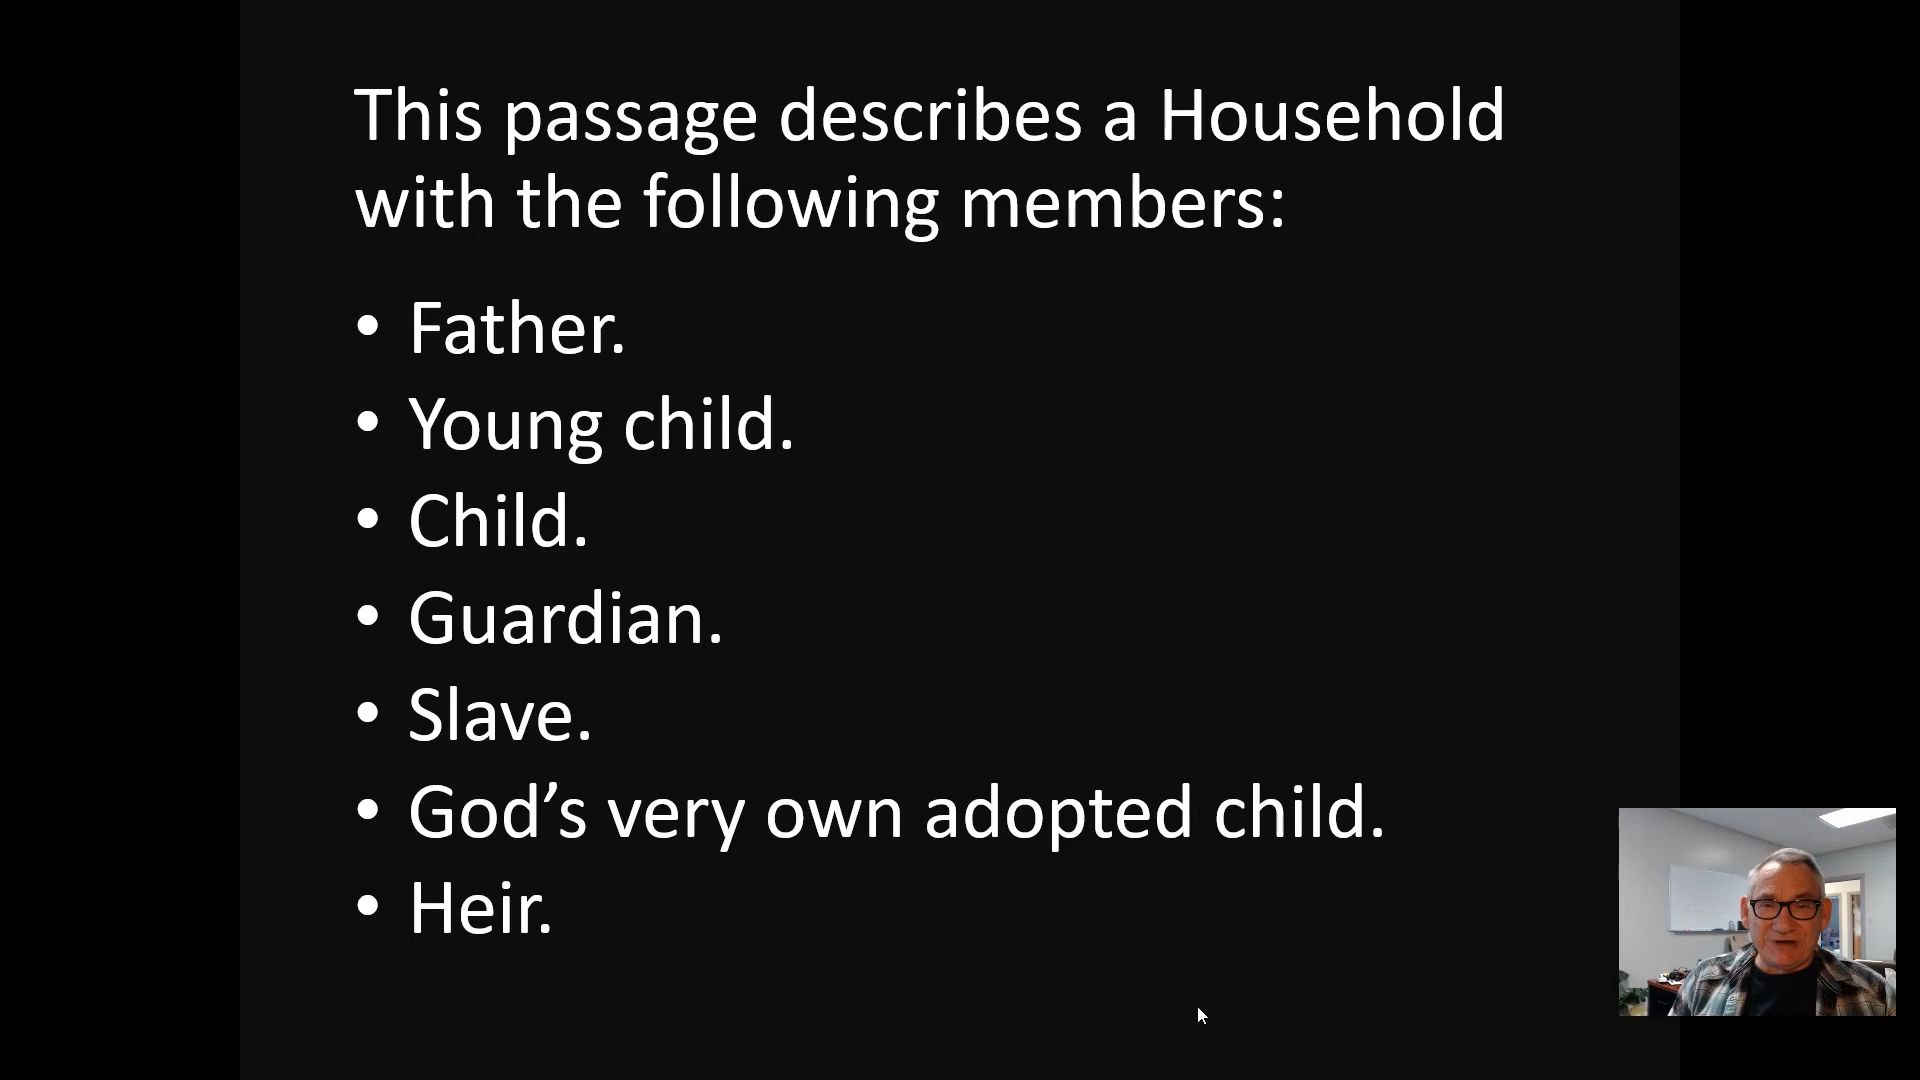 This passage describes a Household
with the following members:
• Father.
• Young child.
• Child.
• Guardian.
• Slave.
• God’s very own adopted child.
• Heir.